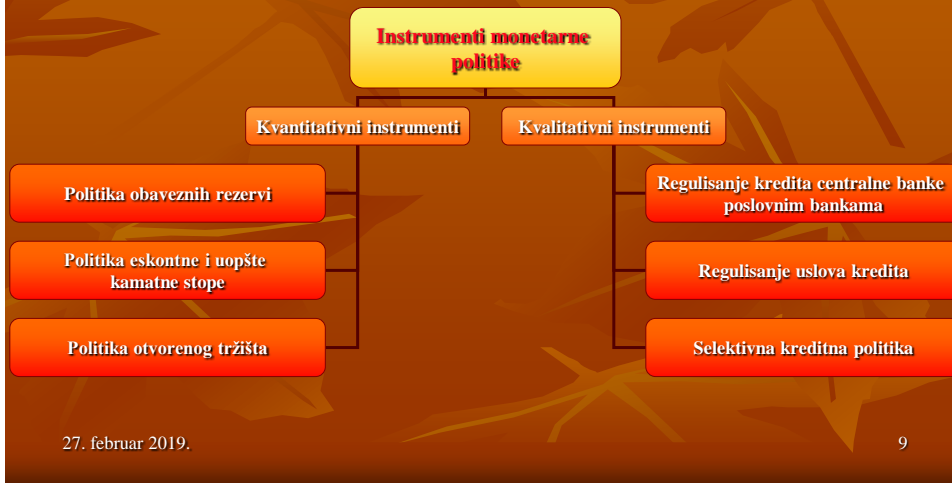 Instrumenti monetarne
politike
Kvantitativni instrumenti
Kvalitativni instrumenti
Politika obaveznih rezervi
Politika eskontne i uopšte
kamatne stope
Politika otvorenog tržišta
Regulisanje kredita centralne banke
poslovnim bankama
Regulisanje uslova kredita
Selektivna kreditna politika
27. februar 2019.
9